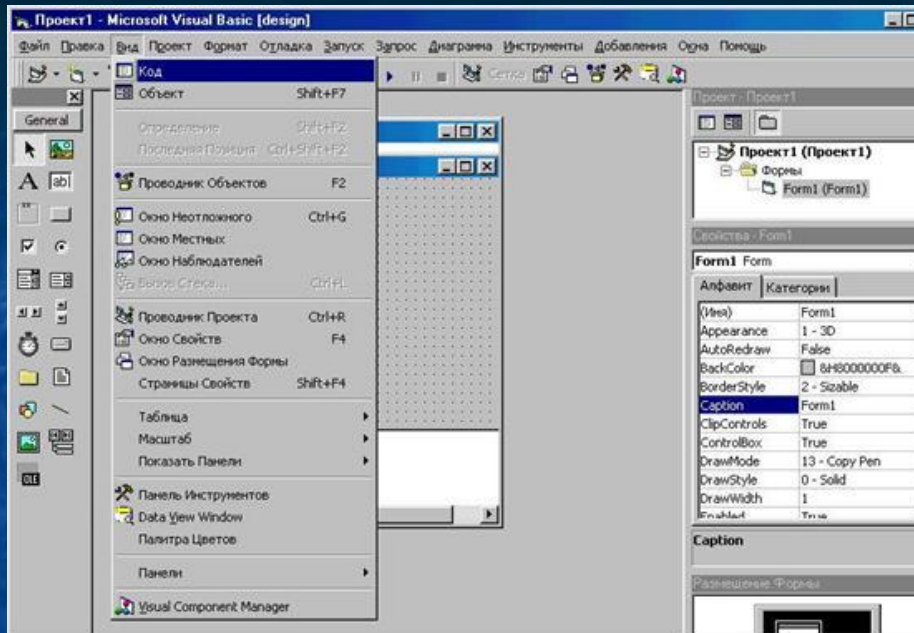 Проект1 - Microsoft Visual Basic [design]
Файл Правка Вид Проект Формат Отладка Запуск Запрос Диаграмма Инструменты Добавления Окна Помощь
Сетка
General
Код
Объект Shift+F7
Определение Shift+F2
Последняя Позиция Ctrl+Shift+F2
Проводник Объектов F2
Окно Неотложного Ctrl+G
Окно Местных
Окно Наблюдателей
Вызов Стека... Ctrl+L
Проводник Проекта Ctrl+R
Окно Свойств F4
Окно Размещения Формы
Страницы Свойств Shift+F4
Таблица
Масштаб
Показать Панели
Панель Инструментов
Data View Window
Палитра Цветов
Панели
Visual Component Manager
A
ab
OLE
Проект - Проект1
Проект1 (Проект1)
Формы
Form1 (Form1)
Свойства - Form1
Form1 Form
Алфавит Категории
(Имя) Form1
Appearance 1 - 3D
AutoRedraw False
BackColor &H8000000F&
BorderStyle 2 - Sizable
Caption Form1
ClipControls True
ControlBox True
DrawMode 13 - Copy Pen
DrawStyle 0 - Solid
DrawWidth 1
Enabled True
Caption
Размещение Формы